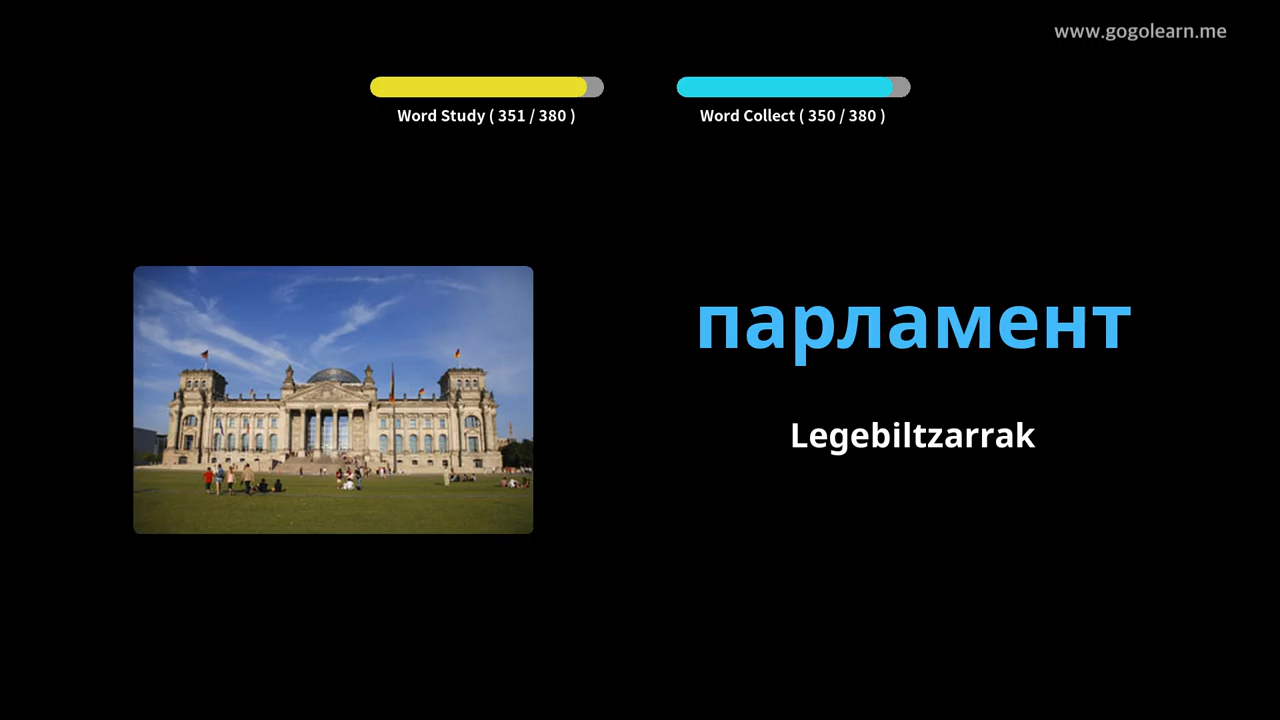 www.gogolearn.me
Word Study ( 351 / 380 )
Word Collect ( 350 / 380 )
парламент
Legebiltzarrak